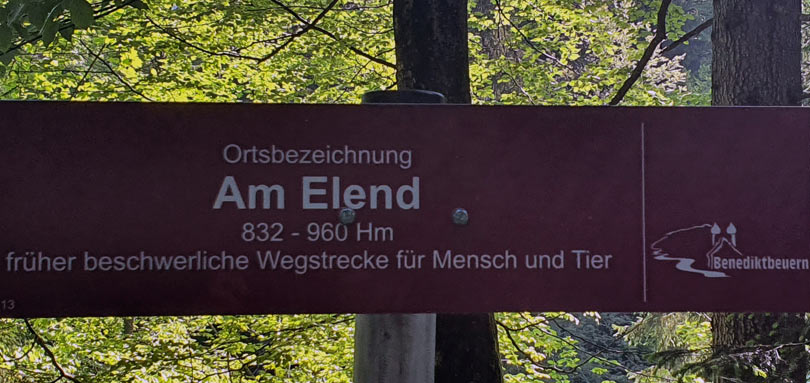 Ortsbezeichnung
Am Elend
832 - 960 Hm
früher beschwerliche Wegstrecke für Mensch und Tier
Benediktbeuern
13